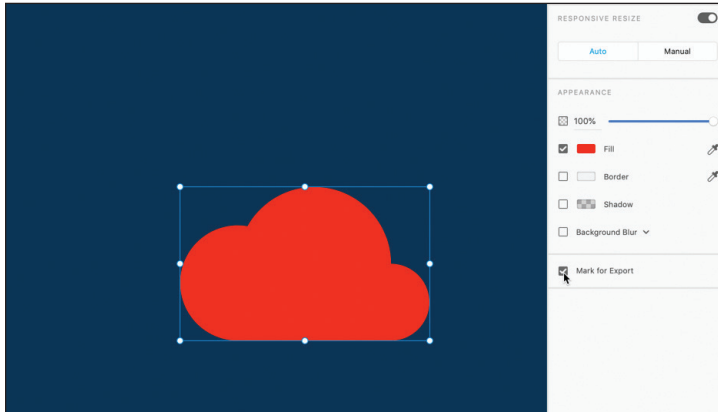 RESPONSIVE RESIZE
Auto Manual
APPEARANCE
100%
Fill
Border
Shadow
Background Blur
Mark for Export